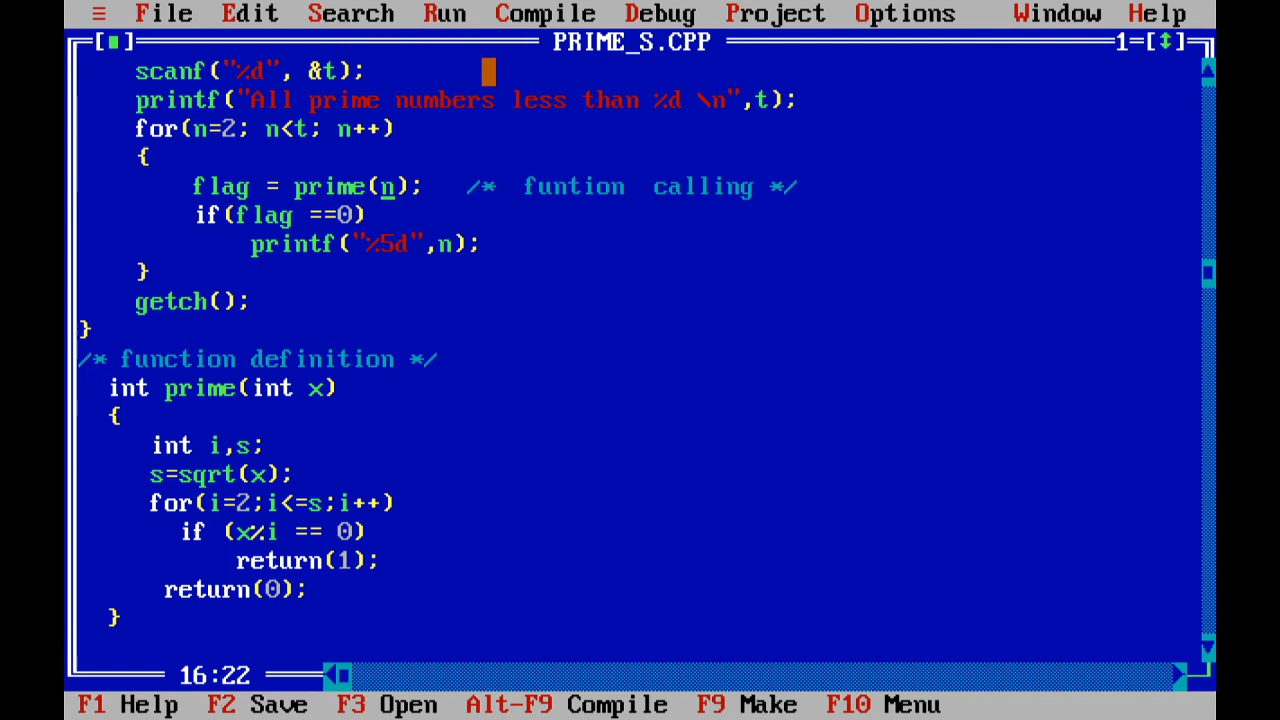 ≡ File Edit Search Run Compile Debug Project Options Window Help
[■] PRIME_S.CPP 1=[↕]
scanf("%d", &t);
printf("All prime numbers less than %d \n",t);
for(n=2; n<t; n++)
{
flag = prime(n); /* funtion calling */
if(flag ==0)
printf("%5d",n);
}
getch();
}
/* function definition */
int prime(int x)
{
int i,s;
s=sqrt(x);
for(i=2;i<=s;i++)
if (x%i == 0)
return(1);
return(0);
}
16:22
F1 Help F2 Save F3 Open Alt-F9 Compile F9 Make F10 Menu